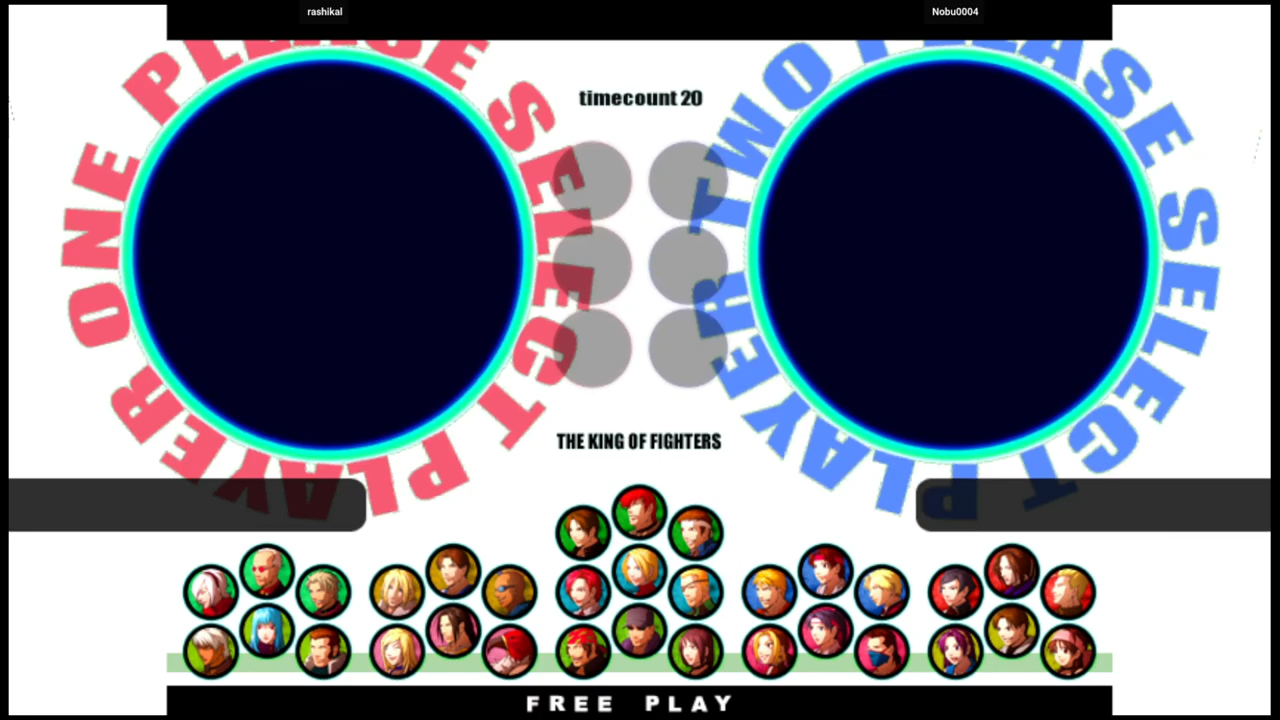 rashikal
Nobu0004
PLAYER ONE PLEASE SELECT
PLAYER TWO PLEASE SELECT
timecount 20
THE KING OF FIGHTERS
FREE PLAY